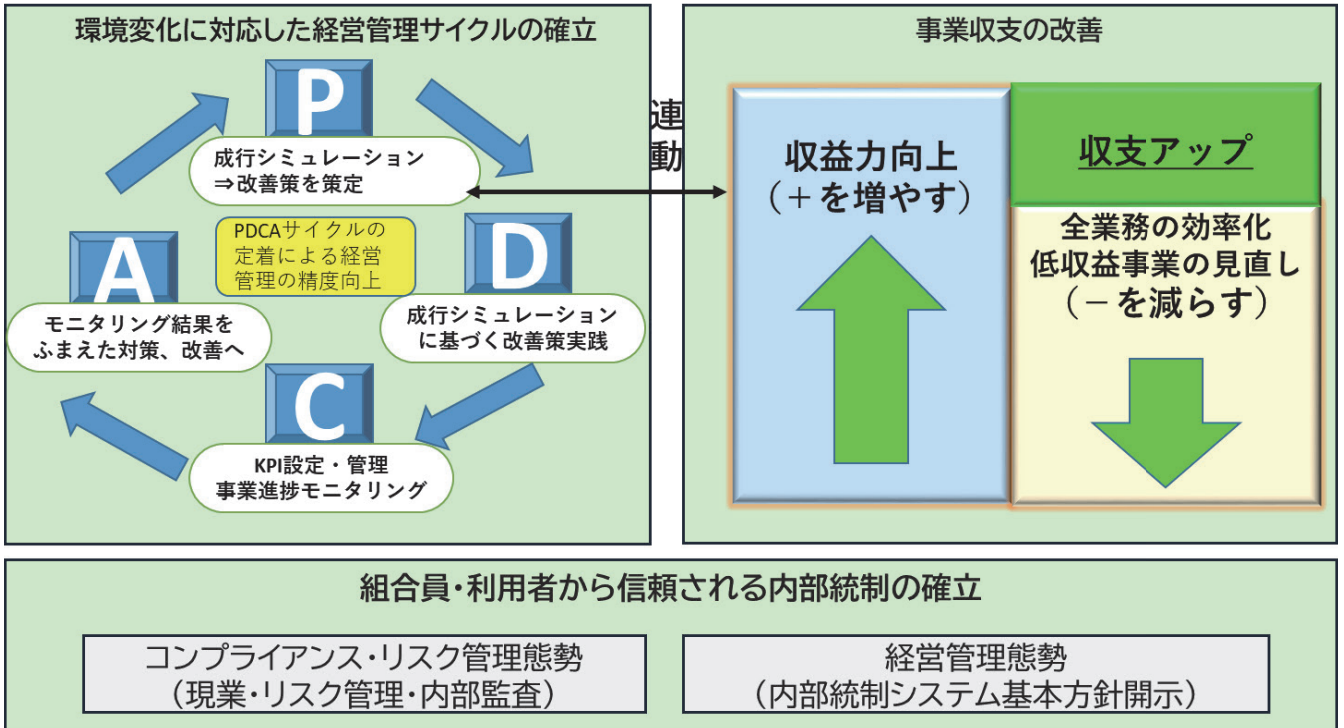 環境変化に対応した経営管理サイクルの確立
P
成行シミュレーション
⇒改善策を策定
PDCAサイクルの
定着による経営
管理の精度向上
D
成行シミュレーション
に基づく改善策実践
A
モニタリング結果を
ふまえた対策、改善へ
C
KPI設定・管理
事業進捗モニタリング
連
動
事業収支の改善
収益力向上
(+を増やす)
収支アップ
全業務の効率化
低収益事業の見直し
(-を減らす)
組合員・利用者から信頼される内部統制の確立
コンプライアンス・リスク管理態勢
(現業・リスク管理・内部監査)
経営管理態勢
(内部統制システム基本方針開示)